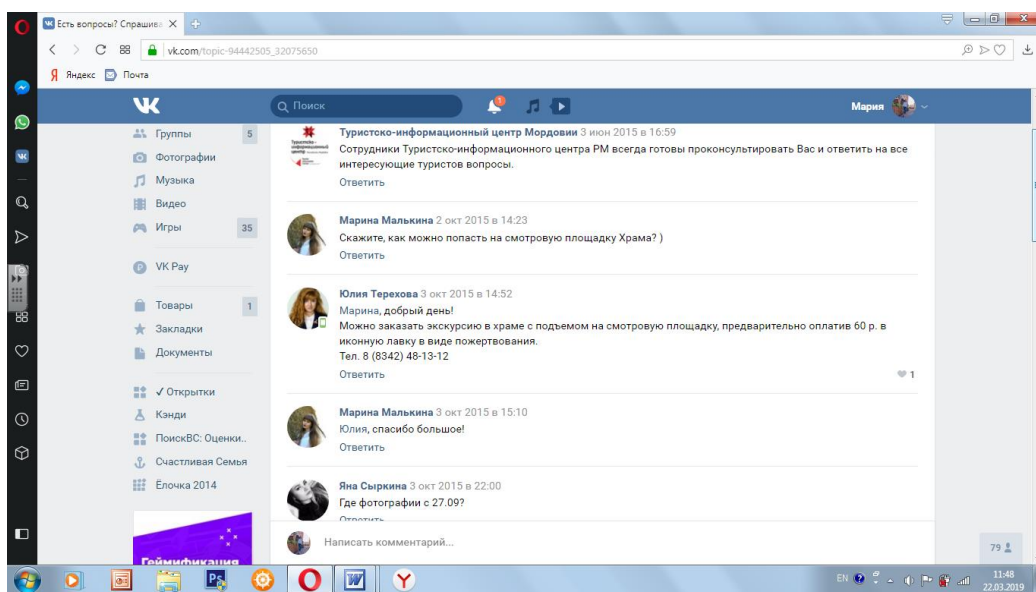 Есть вопросы? Спрашива
vk.com/topic-94442505_32075650
Яндекс
Почта
Поиск
1
Мария
Группы 5
Фотографии
Музыка
Видео
Игры 35
VK Pay
Товары 1
Закладки
Документы
✓ Открытки
Кэнди
ПоискВС: Оценки..
Счастливая Семья
Ёлочка 2014
Геймификация
Туристско-информационный центр Мордовии 3 июн 2015 в 16:59
Сотрудники Туристско-информационного центра РМ всегда готовы проконсультировать Вас и ответить на все
интересующие туристов вопросы.
Ответить
Марина Малькина 2 окт 2015 в 14:23
Скажите, как можно попасть на смотровую площадку Храма? )
Ответить
Юлия Терехова 3 окт 2015 в 14:52
Марина, добрый день!
Можно заказать экскурсию в храме с подъемом на смотровую площадку, предварительно оплатив 60 р. в
иконную лавку в виде пожертвования.
Тел. 8 (8342) 48-13-12
Ответить
1
Марина Малькина 3 окт 2015 в 15:10
Юлия, спасибо большое!
Ответить
Яна Сыркина 3 окт 2015 в 22:00
Где фотографии с 27.09?
Ответить
Написать комментарий...
79
EN
11:48
22.03.2019